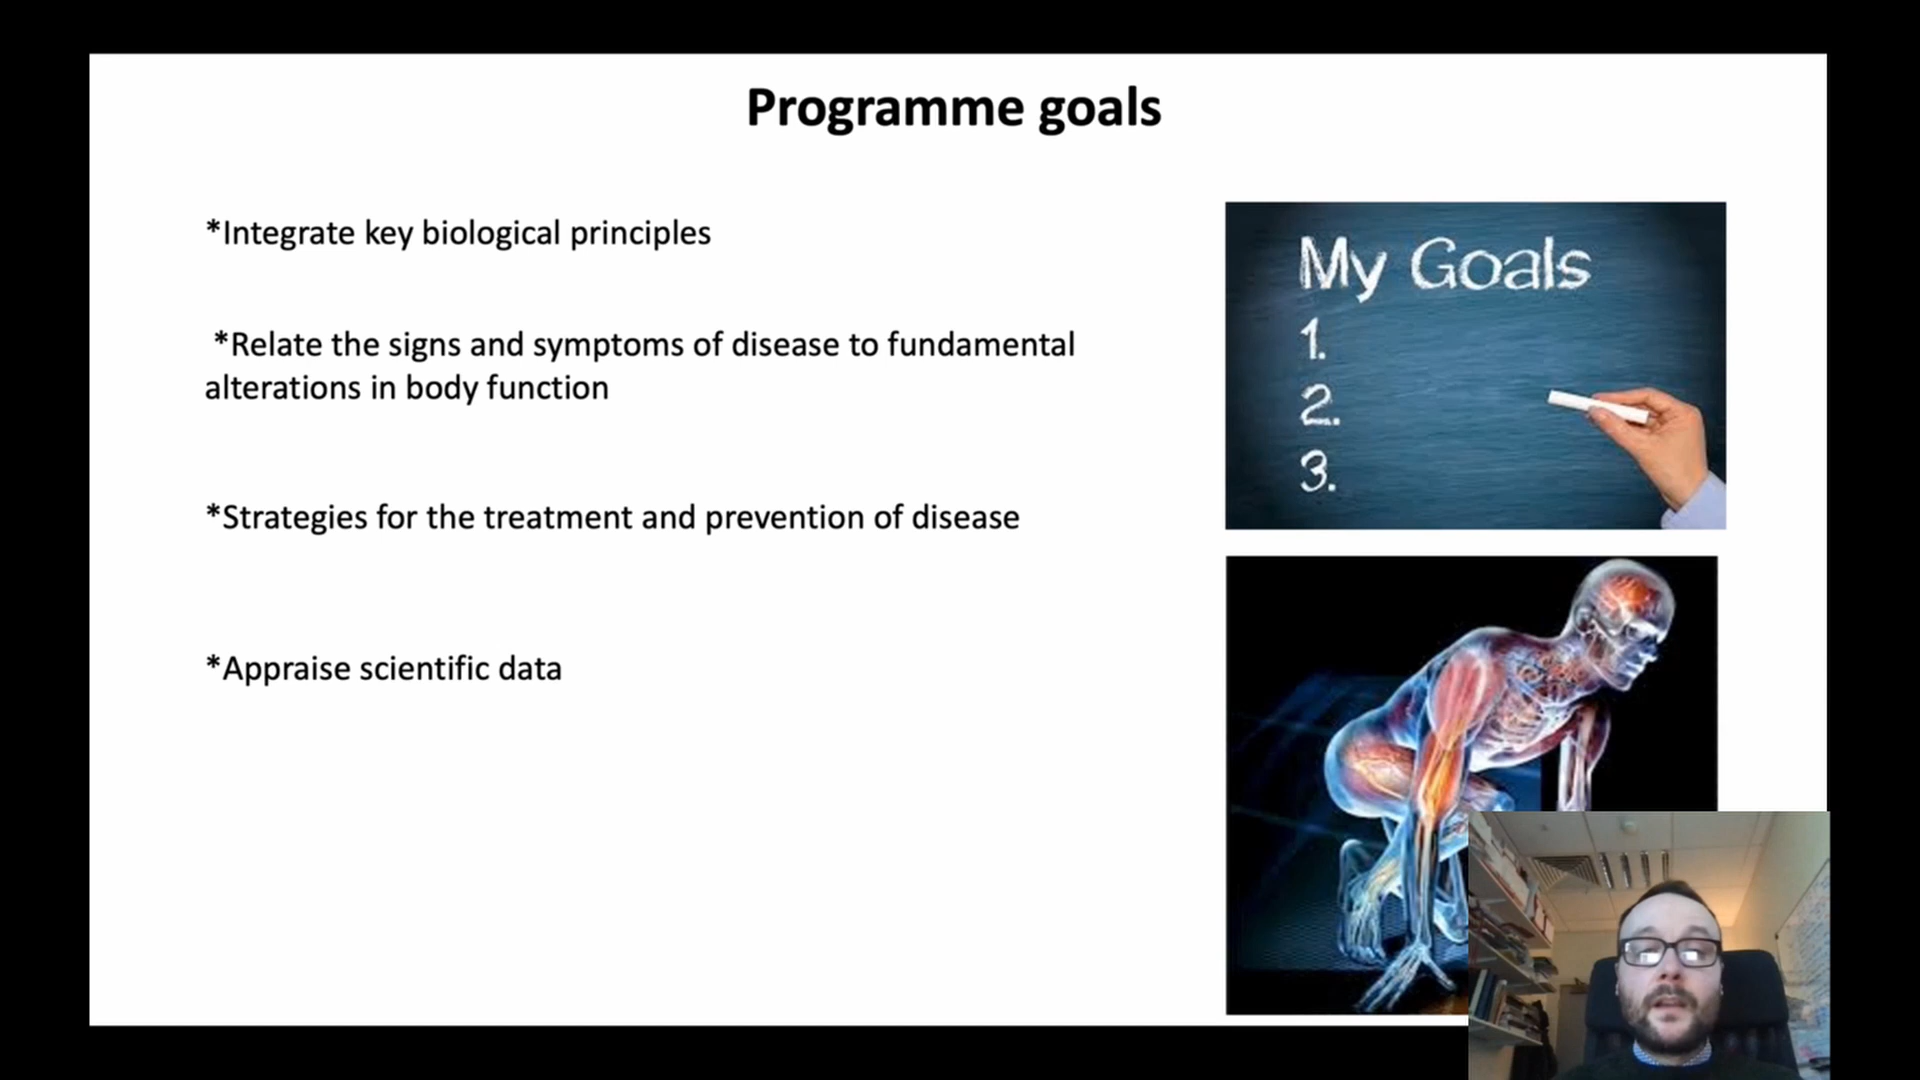 Programme goals
*Integrate key biological principles
*Relate the signs and symptoms of disease to fundamental
alterations in body function
*Strategies for the treatment and prevention of disease
*Appraise scientific data
My Goals
1.
2.
3.